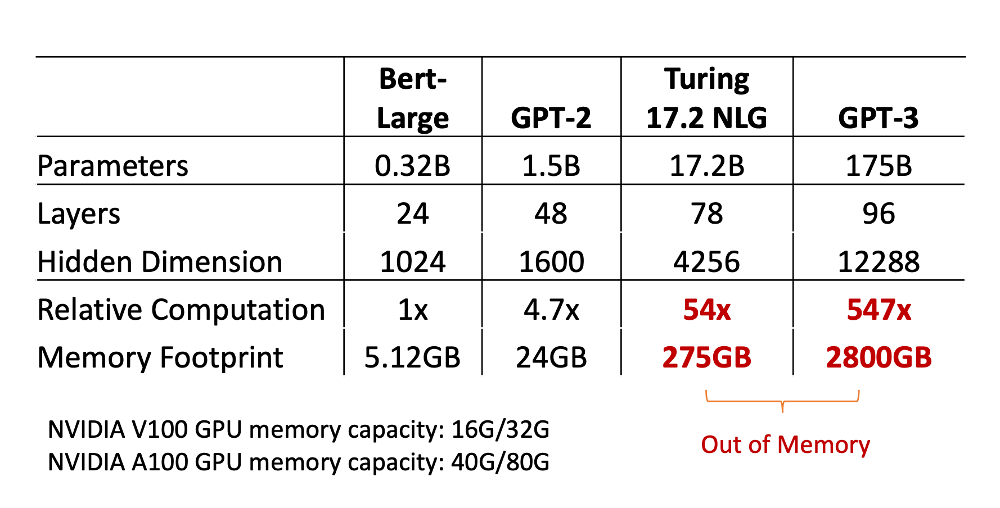 Bert-
Large GPT-2 Turing
17.2 NLG GPT-3
Parameters 0.32B 1.5B 17.2B 175B
Layers 24 48 78 96
Hidden Dimension 1024 1600 4256 12288
Relative Computation 1x 4.7x 54x 547x
Memory Footprint 5.12GB 24GB 275GB 2800GB
NVIDIA V100 GPU memory capacity: 16G/32G
NVIDIA A100 GPU memory capacity: 40G/80G
Out of Memory